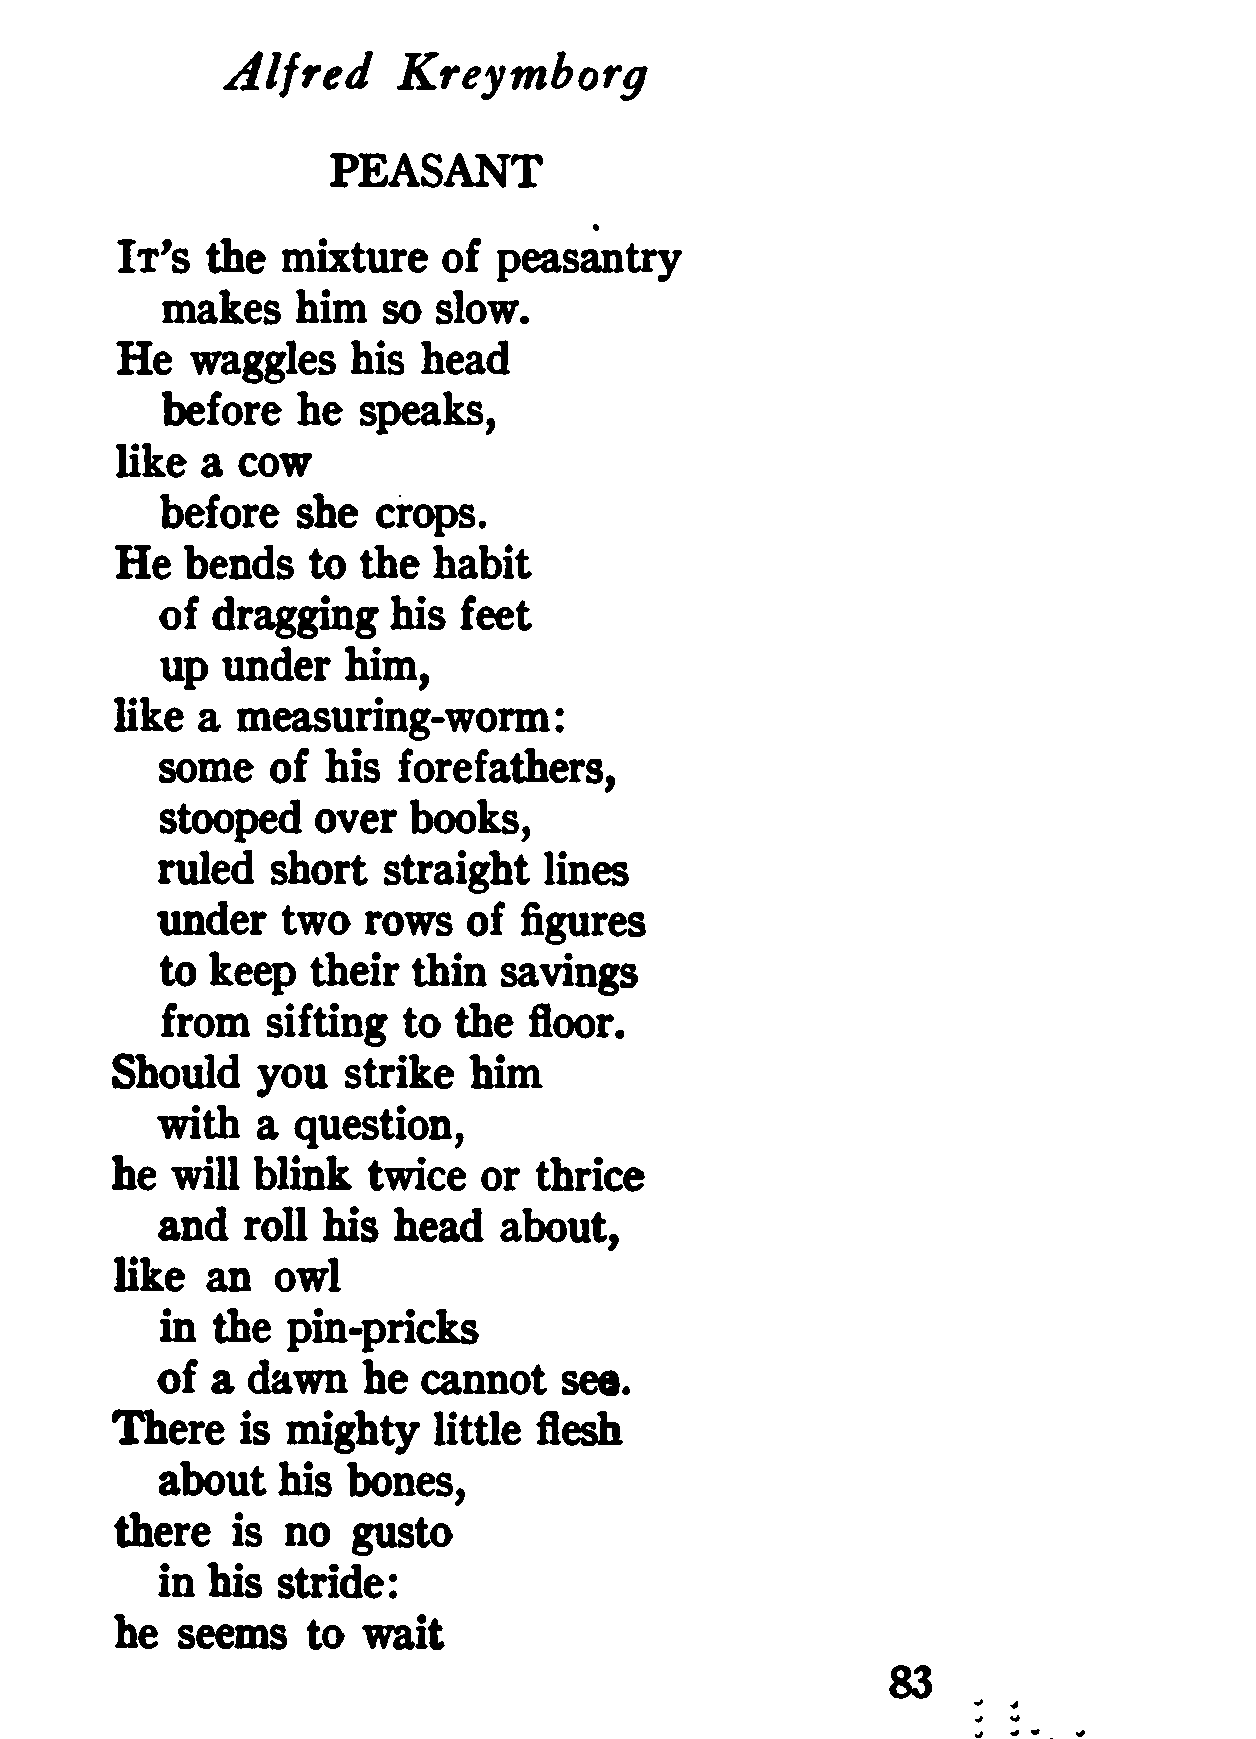 Alfred Kreymborg
PEASANT
IT's the mixture of peasantry
makes him so slow.
He waggles his head
before he speaks,
like a cow
before she crops.
He bends to the habit
of dragging his feet
up under him,
like a measuring-worm:
some of his forefathers,
stooped over books,
ruled short straight lines
under two rows of figures
to keep their thin savings
from sifting to the floor.
Should you strike him
with a question,
he will blink twice or thrice
and roll his head about,
like an owl
in the pin-pricks
of a dawn he cannot see.
There is mighty little flesh
about his bones,
there is no gusto
in his stride:
he seems to wait
83